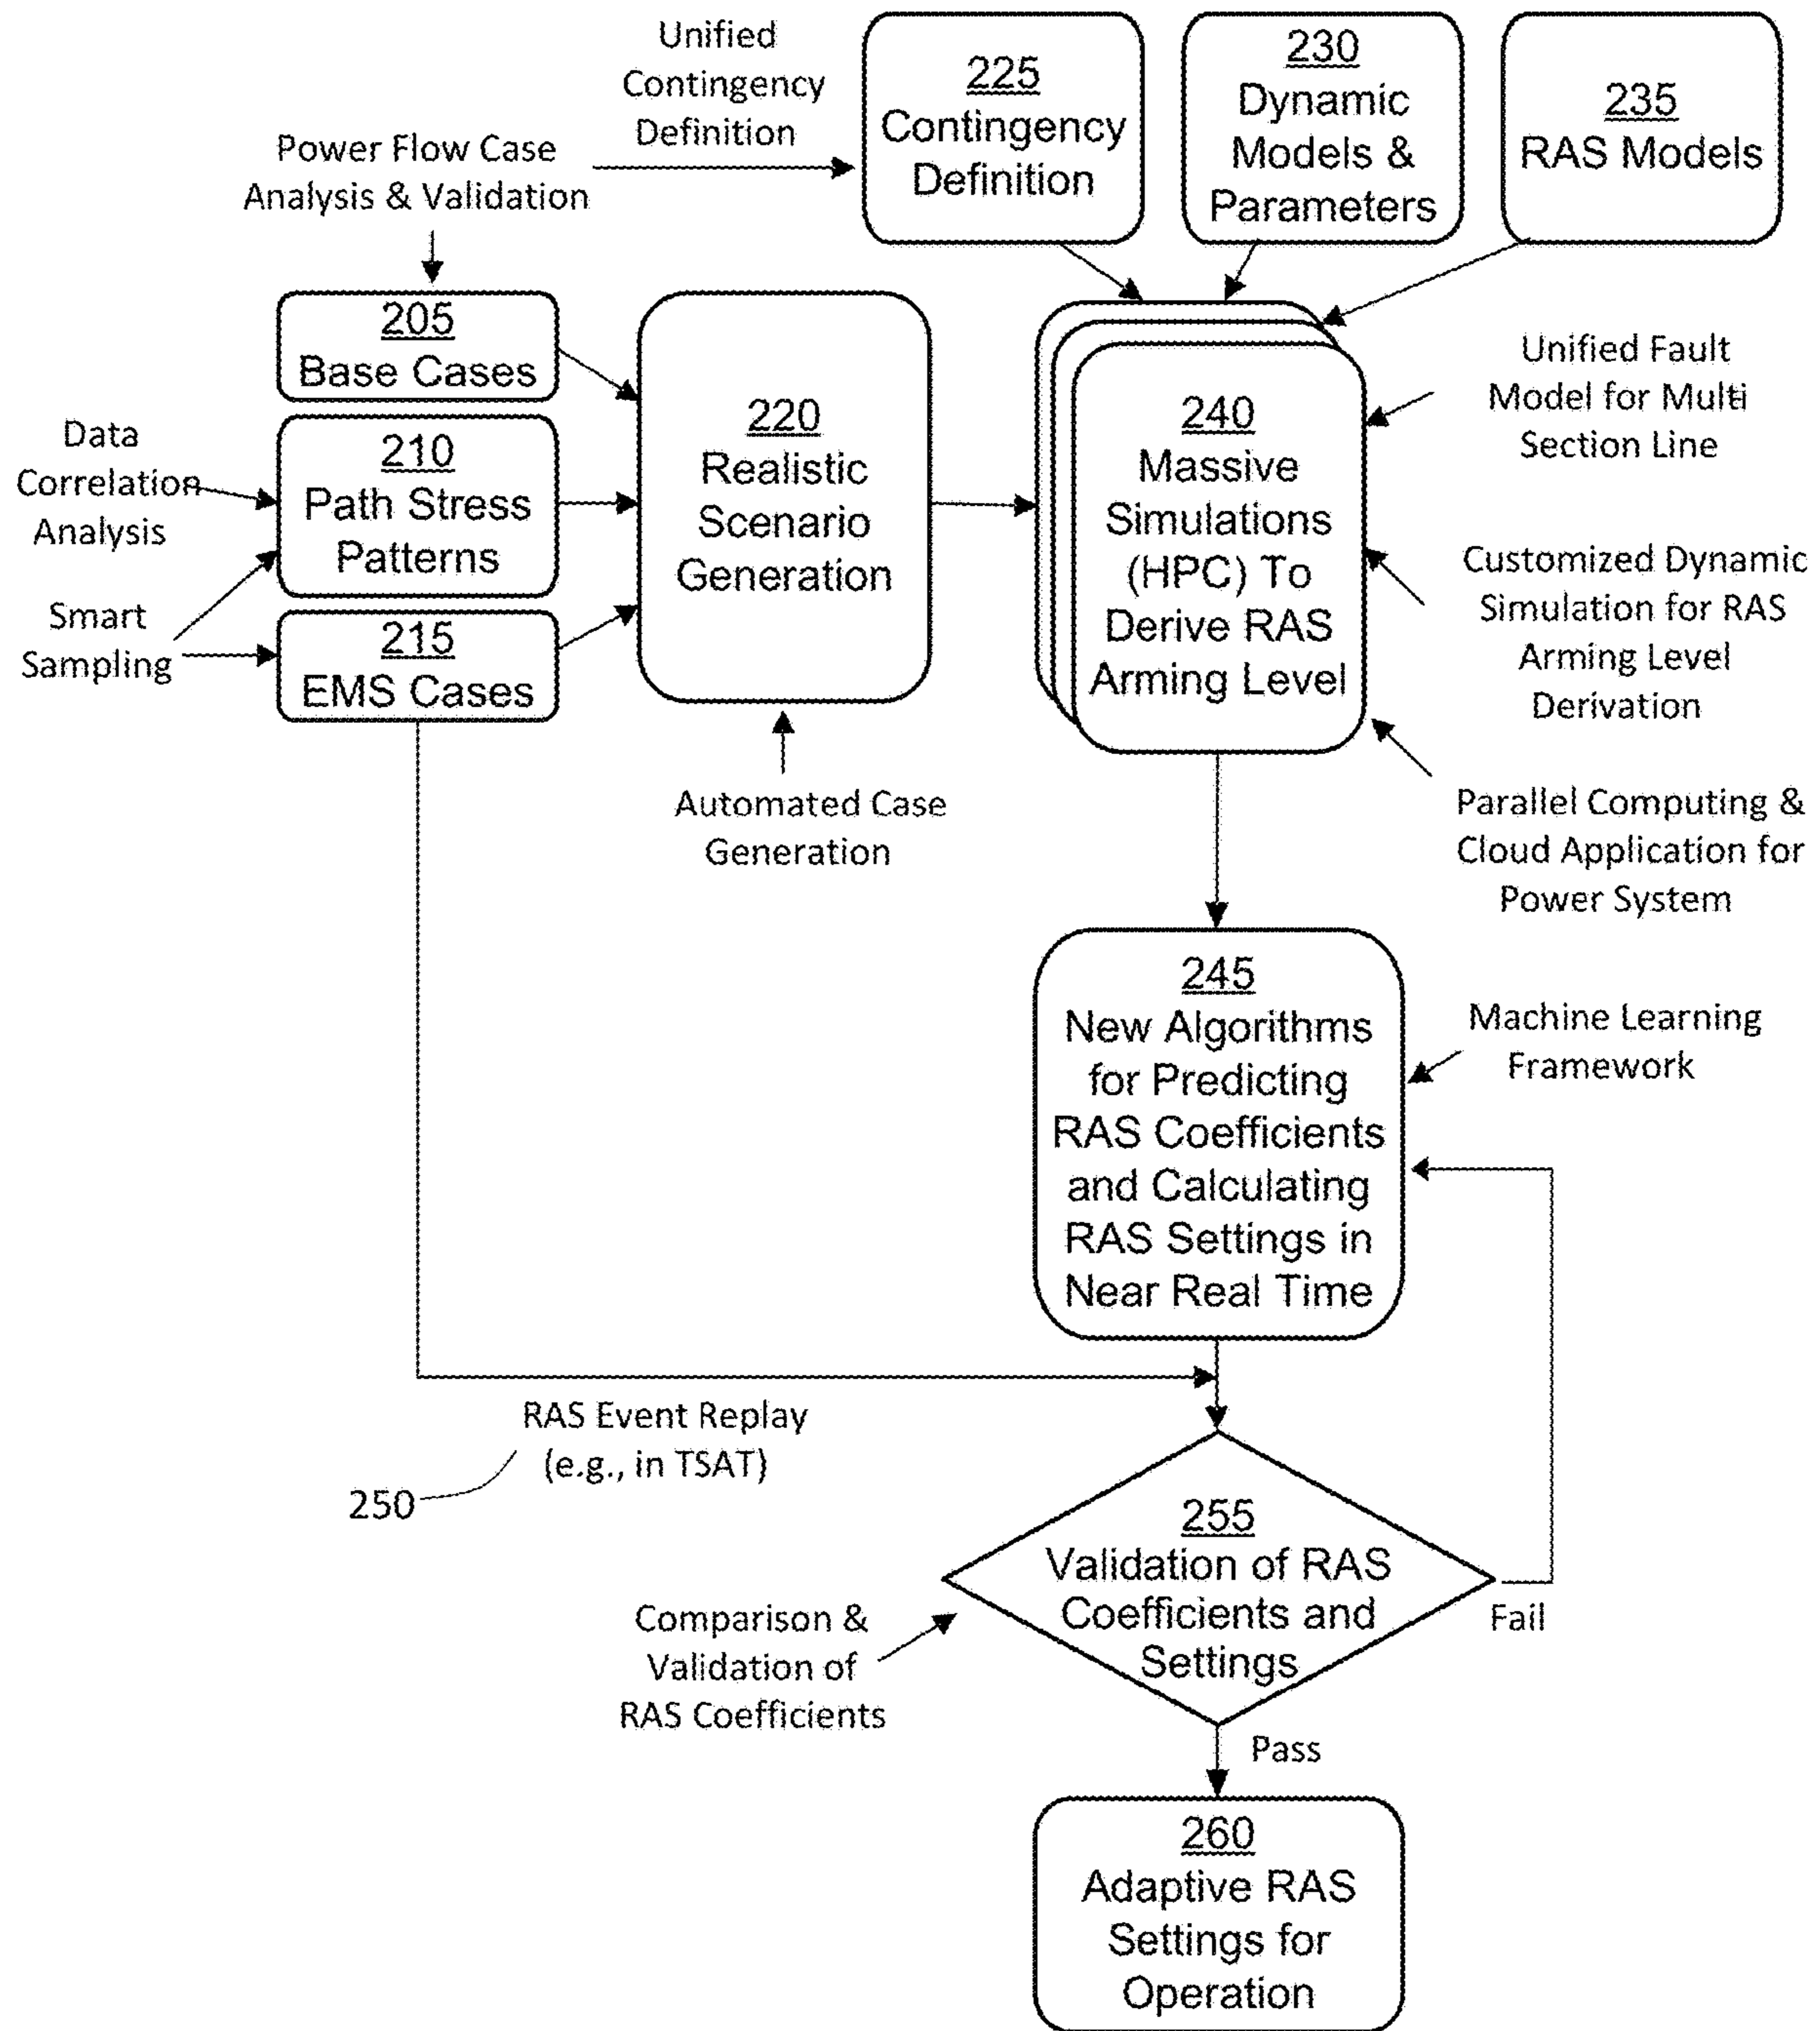 Unified
Contingency
Definition
225
Contingency
Definition
230
Dynamic
Models &
Parameters
235
RAS Models
Power Flow Case
Analysis & Validation
205
Base Cases
Data
Correlation
Analysis
210
Path Stress
Patterns
Smart
Sampling
215
EMS Cases
220
Realistic
Scenario
Generation
Automated Case
Generation
240
Massive
Simulations
(HPC) To
Derive RAS
Arming Level
Unified Fault
Model for Multi
Section Line
Customized Dynamic
Simulation for RAS
Arming Level
Derivation
Parallel Computing &
Cloud Application for
Power System
245
New Algorithms
for Predicting
RAS Coefficients
and Calculating
RAS Settings in
Near Real Time
Machine Learning
Framework
RAS Event Replay
(e.g., in TSAT)
250
255
Validation of RAS
Coefficients and
Settings
Fail
Comparison &
Validation of
RAS Coefficients
Pass
260
Adaptive RAS
Settings for
Operation